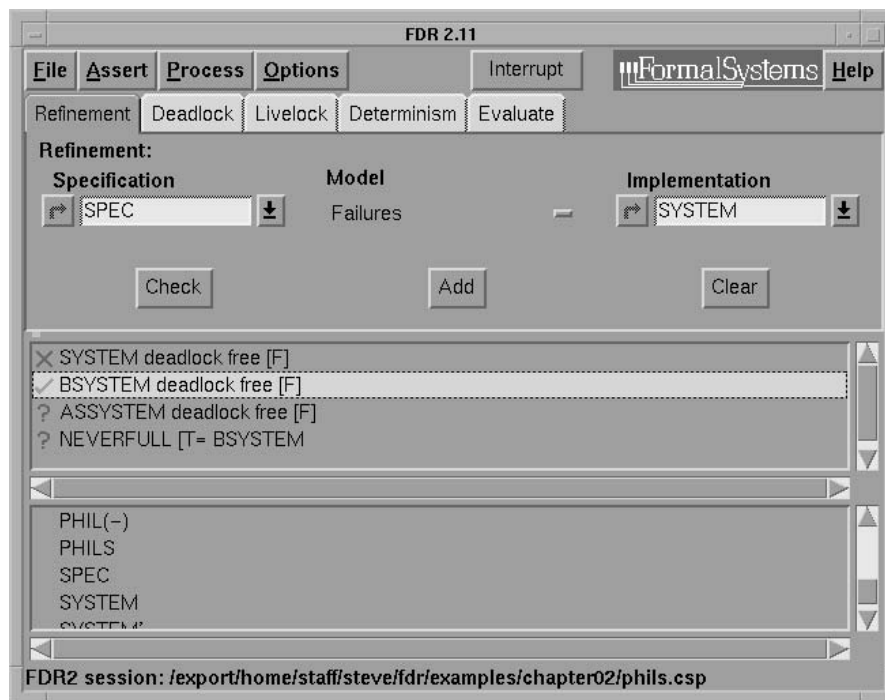 FDR 2.11
File Assert Process Options Interrupt FormalSystems Help
Refinement Deadlock Livelock Determinism Evaluate
Refinement:
Specification Model Implementation
SPEC Failures SYSTEM
Check Add Clear
SYSTEM deadlock free [F]
BSYSTEM deadlock free [F]
? ASSYSTEM deadlock free [F]
? NEVERFULL [T= BSYSTEM
PHIL(-)
PHILS
SPEC
SYSTEM
SYSTEM'
FDR2 session: /export/home/staff/steve/fdr/examples/chapter02/phils.csp